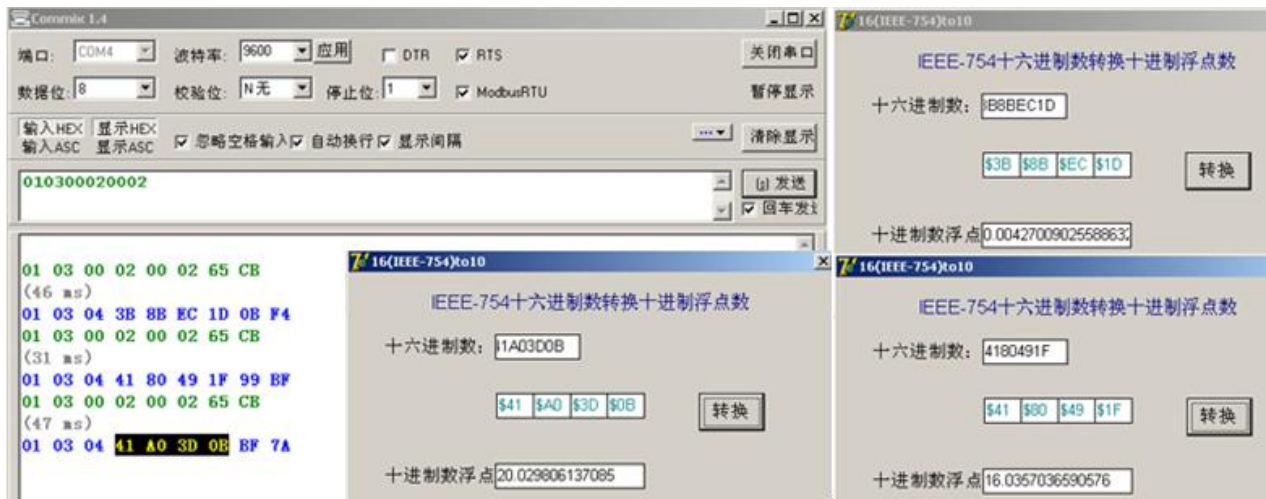 Commix 1.4
端口: COM4 波特率: 9600 应用 DTR RTS 关闭串口
数据位: 8 校验位: N无 停止位: 1 ModbusRTU 暂停显示
输入HEX 显示HEX
输入ASC 显示ASC
忽略空格输入 自动换行 显示间隔 ... 清除显示
010300020002
发送
回车发
01 03 00 02 00 02 65 CB
(46 ms)
01 03 04 3B 8B EC 1D 0B F4
01 03 00 02 00 02 65 CB
(31 ms)
01 03 04 41 80 49 1F 99 BF
01 03 00 02 00 02 65 CB
(47 ms)
01 03 04 41 A0 3D 0B BF 7A
16(IEEE-754)to10
IEEE-754十六进制数转换十进制浮点数
十六进制数: 1A03D0B
$41 $A0 $3D $0B
转换
十进制数浮点 20.029806137085
16(IEEE-754)to10
IEEE-754十六进制数转换十进制浮点数
十六进制数: B8BEC1D
$3B $8B $EC $1D
转换
十进制数浮点 0.0042700902558863
16(IEEE-754)to10
IEEE-754十六进制数转换十进制浮点数
十六进制数: 4180491F
$41 $80 $49 $1F
转换
十进制数浮点 16.0357036590576